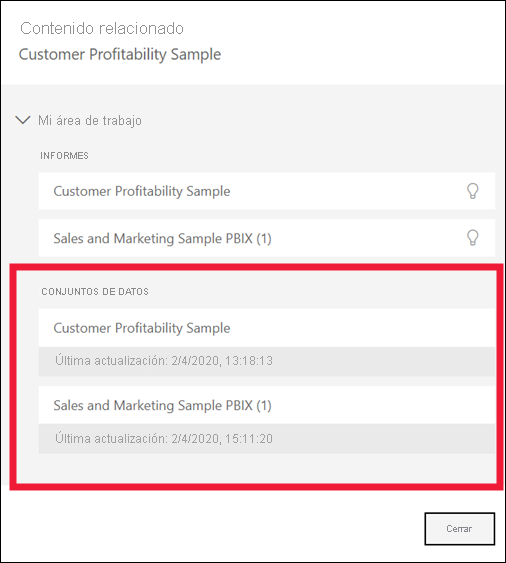 Contenido relacionado
Customer Profitability Sample
Mi área de trabajo
INFORMES
Customer Profitability Sample
Sales and Marketing Sample PBIX (1)
CONJUNTOS DE DATOS
Customer Profitability Sample
Última actualización: 2/4/2020, 13:18:13
Sales and Marketing Sample PBIX (1)
Última actualización: 2/4/2020, 15:11:20
Cerrar